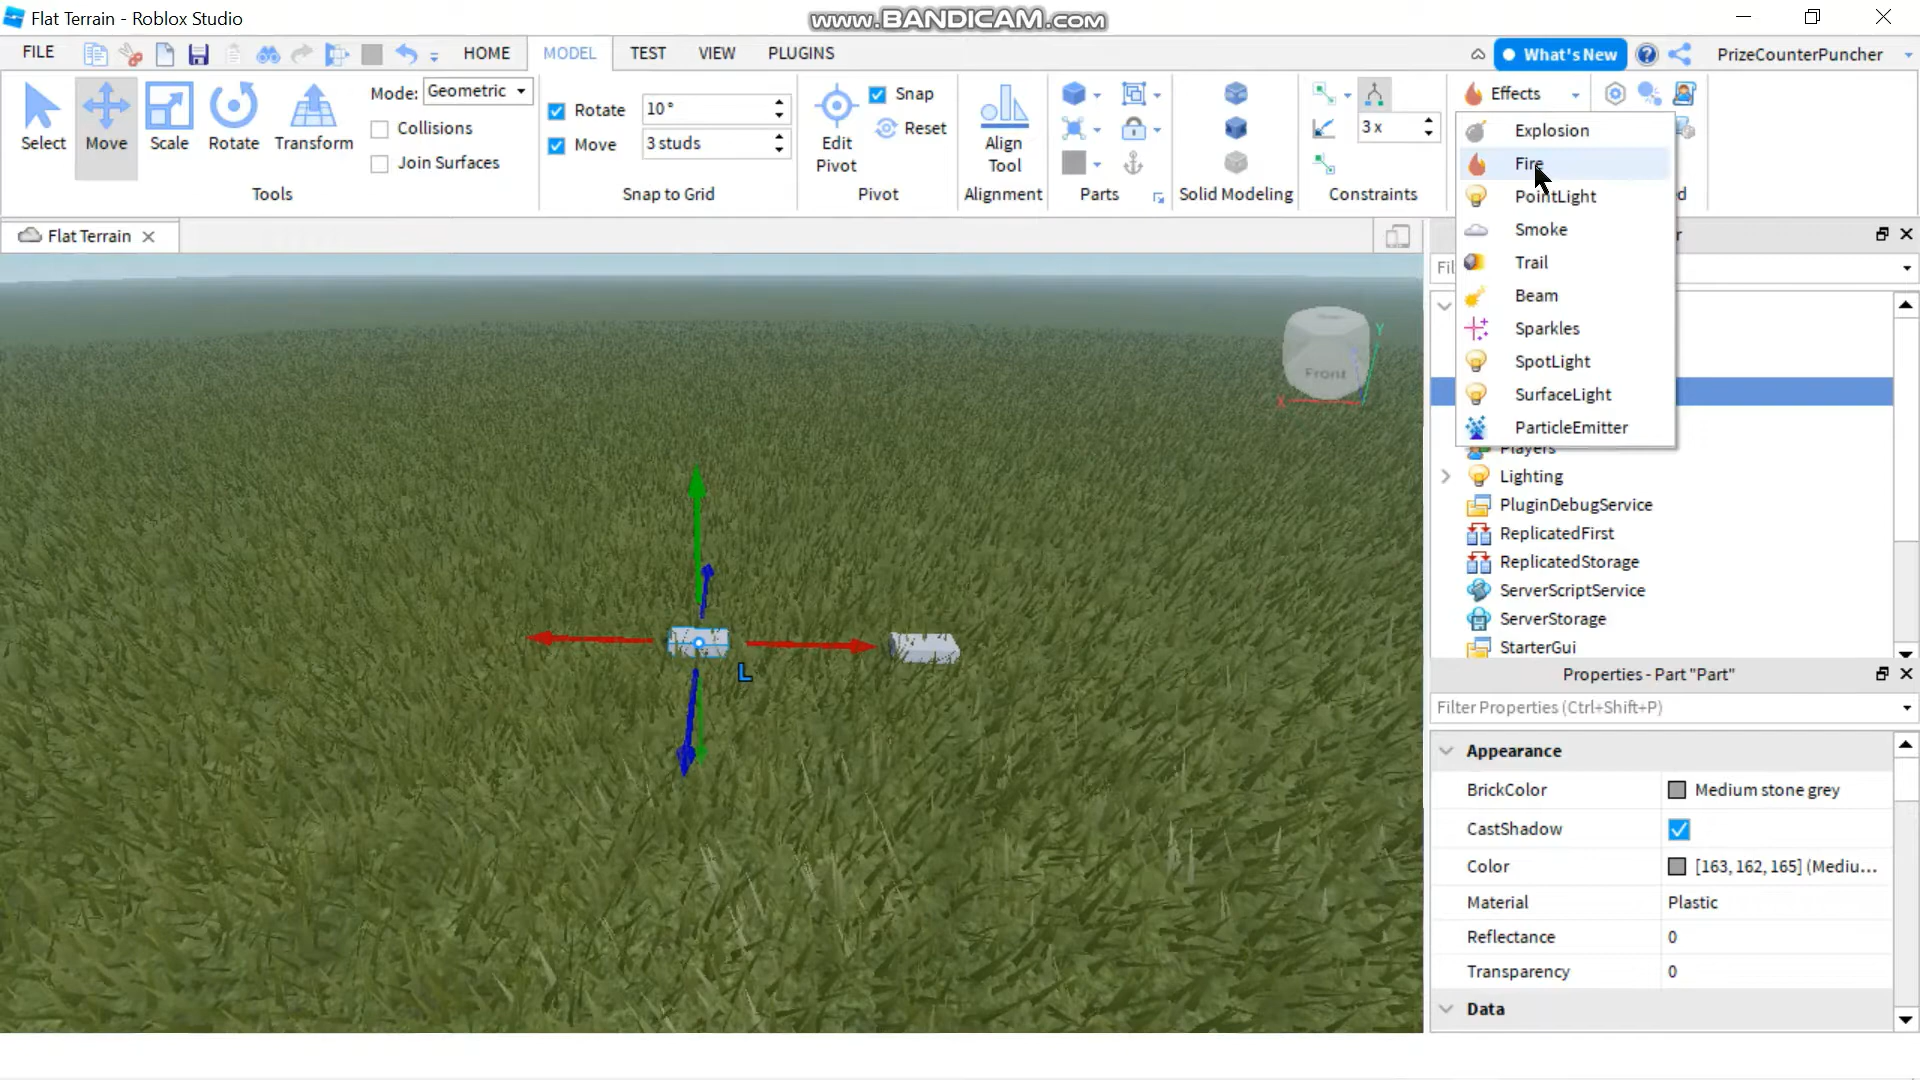 Flat Terrain - Roblox Studio
www.BANDICAM.com
FILE
HOME
MODEL
TEST
VIEW
PLUGINS
What's New
PrizeCounterPuncher
Select
Move
Scale
Rotate
Transform
Mode:
Geometric
Collisions
Join Surfaces
Tools
Rotate
10 °
Move
3 studs
Snap to Grid
Edit
Pivot
Snap
Reset
Pivot
Align
Tool
Alignment
Parts
Solid Modeling
3 x
Constraints
Effects
Explosion
Fire
PointLight
Smoke
Trail
Beam
Sparkles
SpotLight
SurfaceLight
ParticleEmitter
Flat Terrain
Front
X
Y
L
Players
Lighting
PluginDebugService
ReplicatedFirst
ReplicatedStorage
ServerScriptService
ServerStorage
StarterGui
Properties - Part "Part"
Filter Properties (Ctrl+Shift+P)
Appearance
BrickColor
Medium stone grey
CastShadow
Color
[163, 162, 165] (Mediu...
Material
Plastic
Reflectance
0
Transparency
0
Data